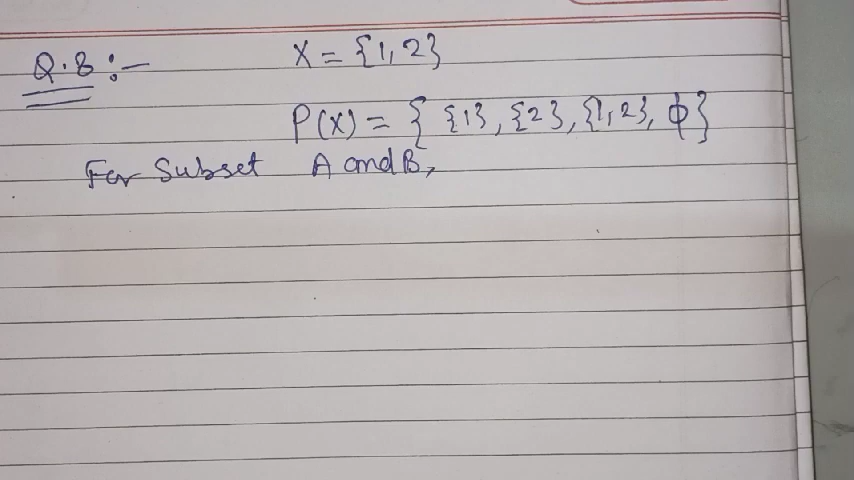 Q.8:-  X = {1, 2}
P(X) = { {1}, {2}, {1, 2}, ϕ}
For Subset A and B,